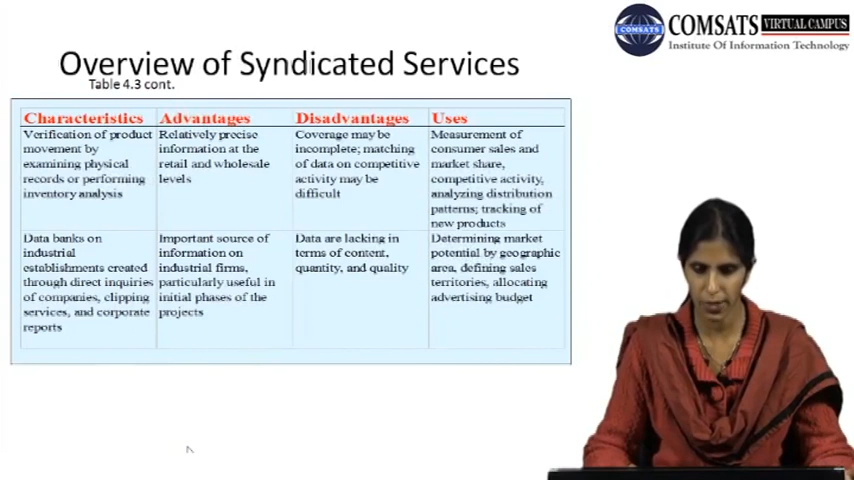 COMSATS VIRTUAL CAMPUS
Institute Of Information Technology
COMSATS
Overview of Syndicated Services
Table 4.3 cont.
Characteristics
Verification of product
movement by
examining physical
records or performing
inventory analysis
Advantages
Relatively precise
information at the
retail and wholesale
levels
Disadvantages
Coverage may be
incomplete; matching
of data on competitive
activity may be
difficult
Uses
Measurement of
consumer sales and
market share,
competitive activity,
analyzing distribution
patterns; tracking of
new products
Data banks on
industrial
establishments created
through direct inquiries
of companies, clipping
services, and corporate
reports
Important source of
information on
industrial firms,
particularly useful in
initial phases of the
projects
Data are lacking in
terms of content,
quantity, and quality
Determining market
potential by geographic
area, defining sales
territories, allocating
advertising budget